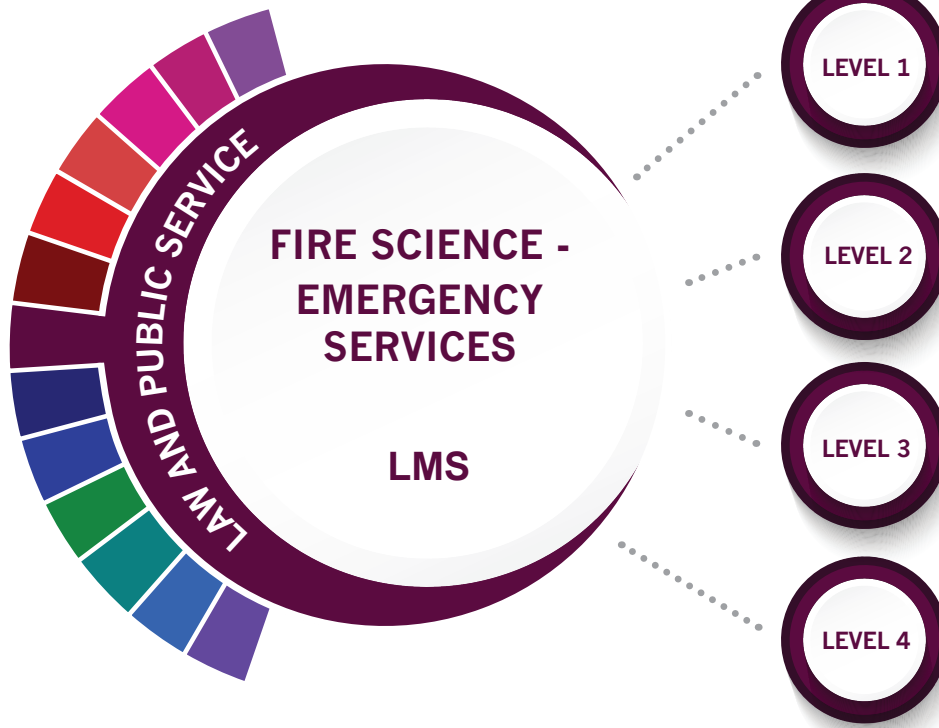 LAW AND PUBLIC SERVICE
FIRE SCIENCE -
EMERGENCY
SERVICES
LMS
LEVEL 1
LEVEL 2
LEVEL 3
LEVEL 4